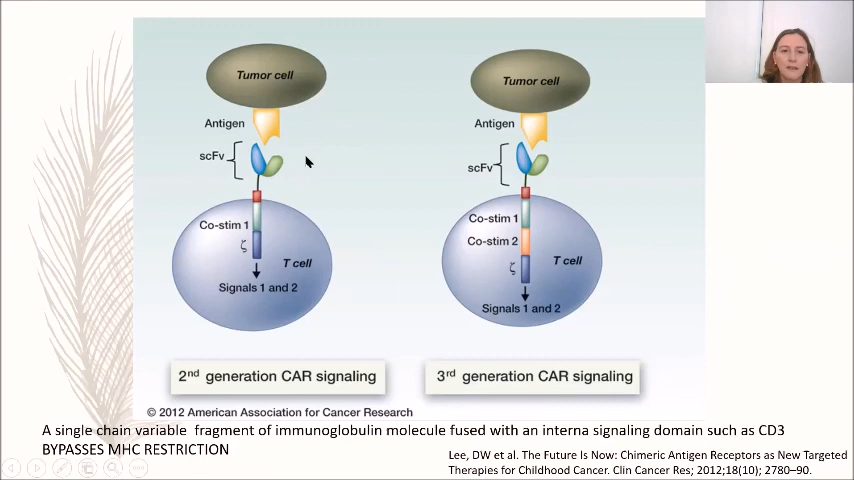 Tumor cell
Antigen
scFv
Co-stim 1
ζ
T cell
Signals 1 and 2
2nd generation CAR signaling
Tumor cell
Antigen
scFv
Co-stim 1
Co-stim 2
ζ
T cell
Signals 1 and 2
3rd generation CAR signaling
© 2012 American Association for Cancer Research
A single chain variable fragment of immunoglobulin molecule fused with an interna signaling domain such as CD3
BYPASSES MHC RESTRICTION
Lee, DW et al. The Future Is Now: Chimeric Antigen Receptors as New Targeted
Therapies for Childhood Cancer. Clin Cancer Res; 2012;18(10); 2780–90.